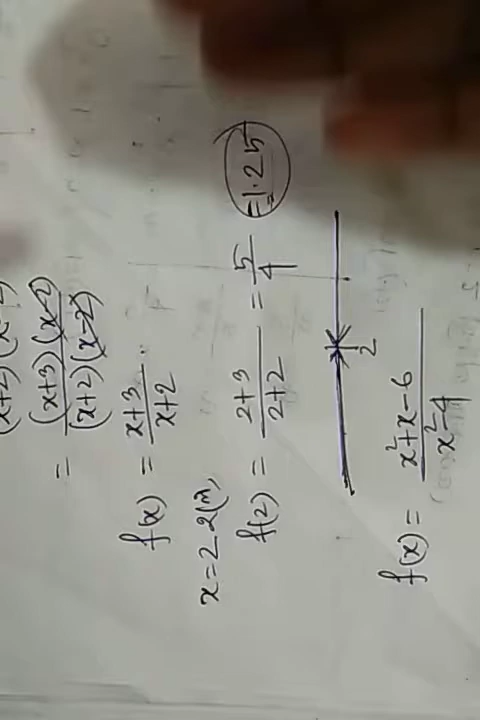 = (x+3)(x-2) / (x+2)(x-2)
f(x) = x+3 / x+2
x=2
f(2) = 2+3 / 2+2 = 5/4 = 1.25
2
f(x) = x²+x-6 / x²-4